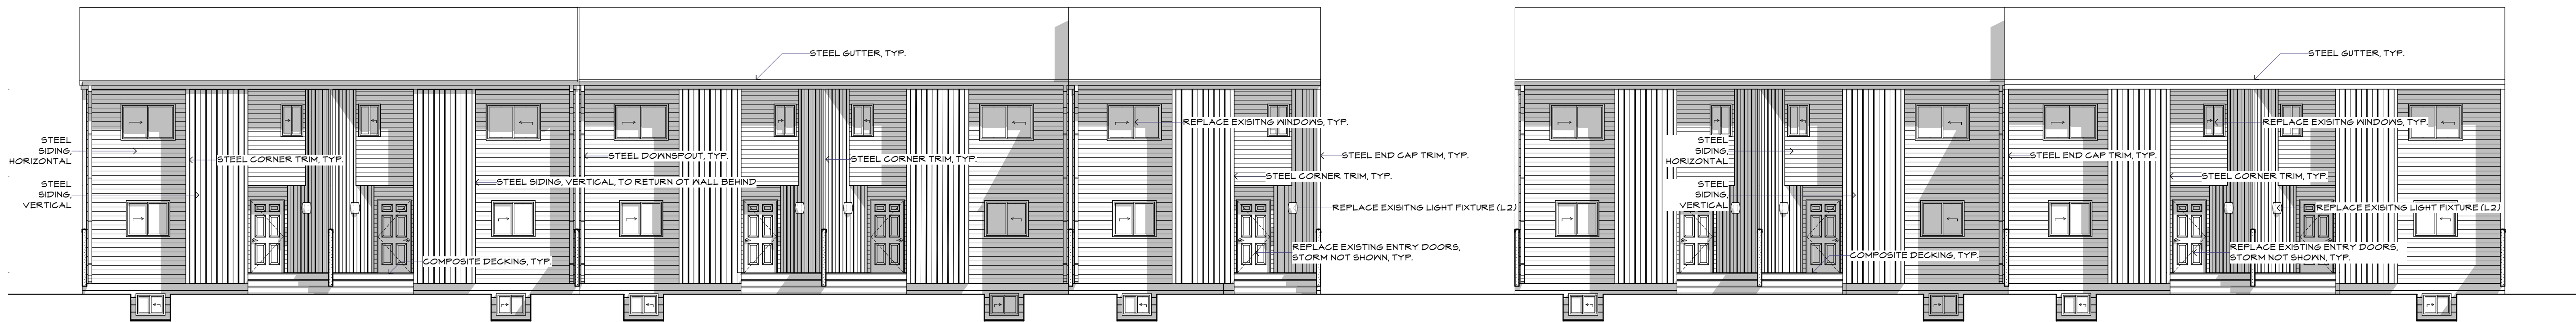 STEEL GUTTER, TYP.
STEEL GUTTER, TYP.
REPLACE EXISITNG WINDOWS, TYP.
REPLACE EXISITNG WINDOWS, TYP.
STEEL
SIDING,
HORIZONTAL
STEEL CORNER TRIM, TYP.
STEEL DOWNSPOUT, TYP.
STEEL CORNER TRIM, TYP.
STEEL END CAP TRIM, TYP.
STEEL
SIDING,
HORIZONTAL
STEEL END CAP TRIM, TYP.
STEEL
SIDING,
VERTICAL
STEEL SIDING, VERTICAL, TO RETURN OT WALL BEHIND
STEEL CORNER TRIM, TYP.
STEEL
SIDING,
VERTICAL
STEEL CORNER TRIM, TYP.
REPLACE EXISITNG LIGHT FIXTURE (L2)
REPLACE EXISITNG LIGHT FIXTURE (L2)
REPLACE EXISTING ENTRY DOORS,
STORM NOT SHOWN, TYP.
REPLACE EXISTING ENTRY DOORS,
STORM NOT SHOWN, TYP.
COMPOSITE DECKING, TYP.
COMPOSITE DECKING, TYP.